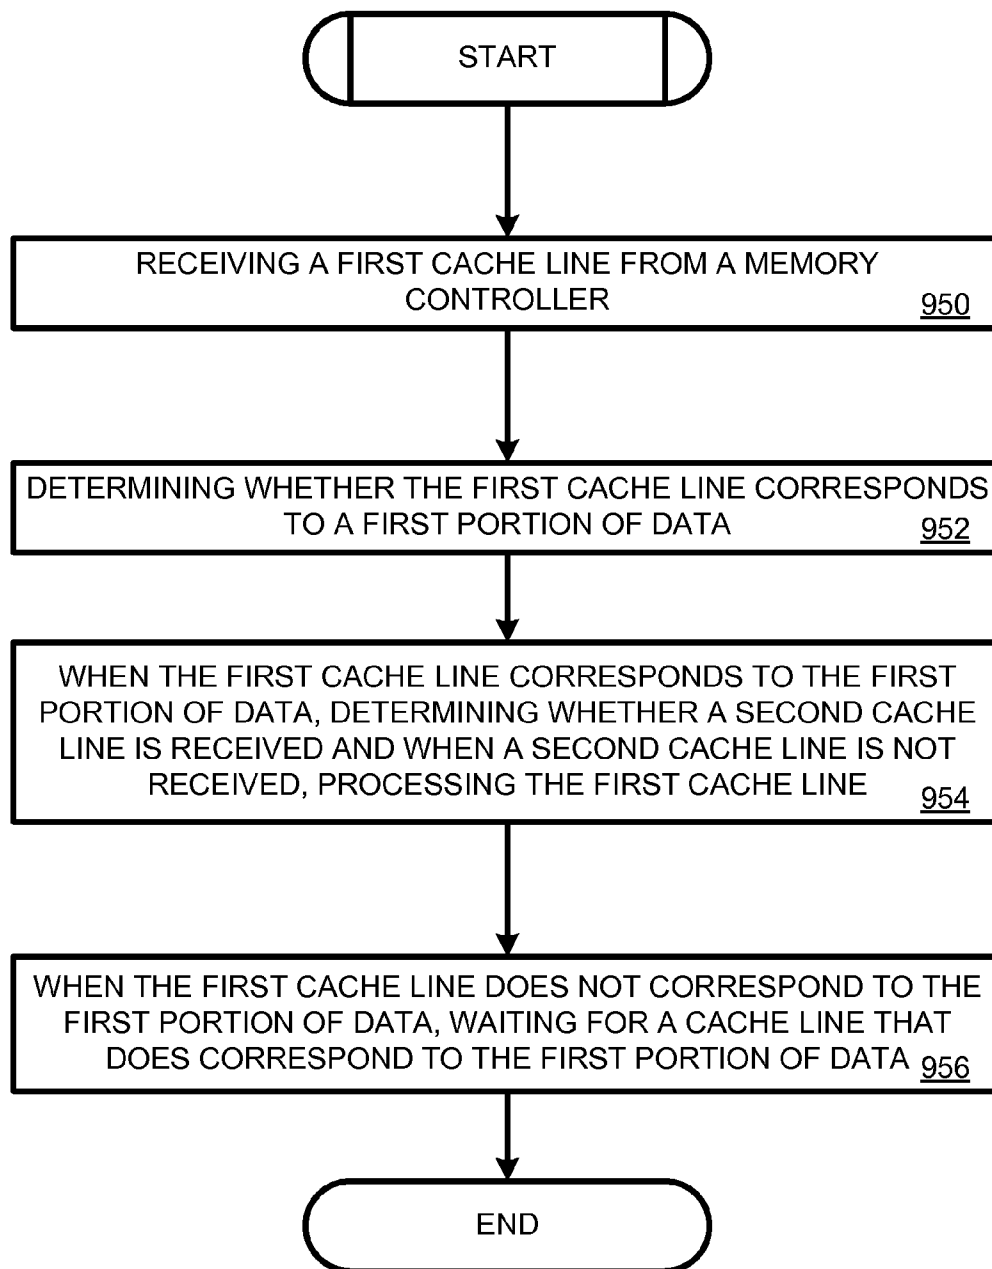 START
RECEIVING A FIRST CACHE LINE FROM A MEMORY
CONTROLLER
950
DETERMINING WHETHER THE FIRST CACHE LINE CORRESPONDS
TO A FIRST PORTION OF DATA
952
WHEN THE FIRST CACHE LINE CORRESPONDS TO THE FIRST
PORTION OF DATA, DETERMINING WHETHER A SECOND CACHE
LINE IS RECEIVED AND WHEN A SECOND CACHE LINE IS NOT
RECEIVED, PROCESSING THE FIRST CACHE LINE
954
WHEN THE FIRST CACHE LINE DOES NOT CORRESPOND TO THE
FIRST PORTION OF DATA, WAITING FOR A CACHE LINE THAT
DOES CORRESPOND TO THE FIRST PORTION OF DATA
956
END